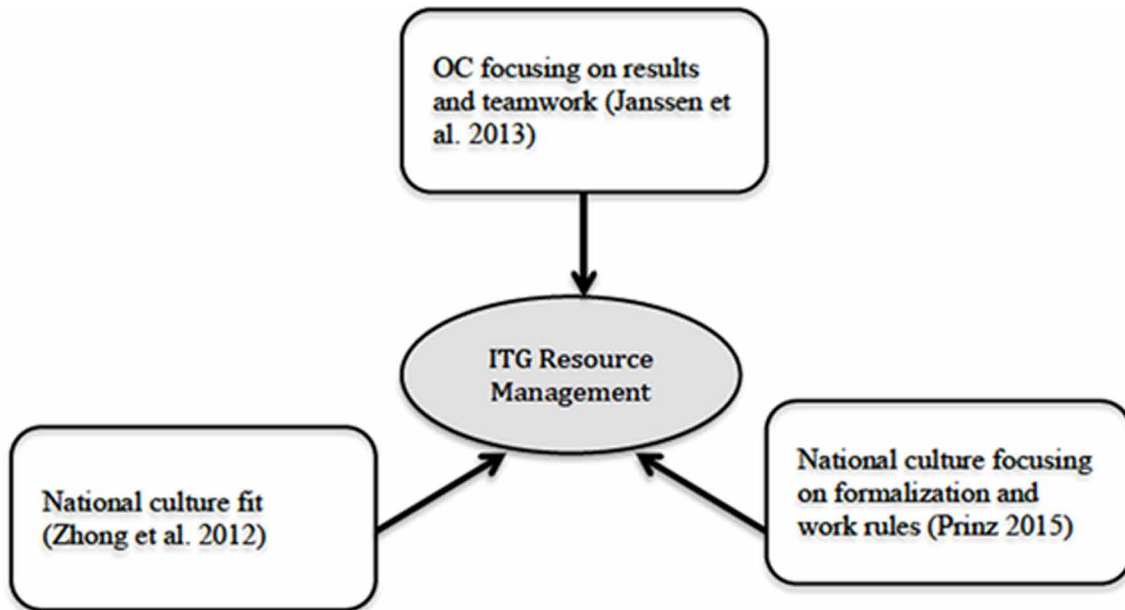 OC focusing on results
and teamwork (Janssen et
al. 2013)
ITG Resource
Management
National culture fit
(Zhong et al. 2012)
National culture focusing
on formalization and
work rules (Prinz 2015)